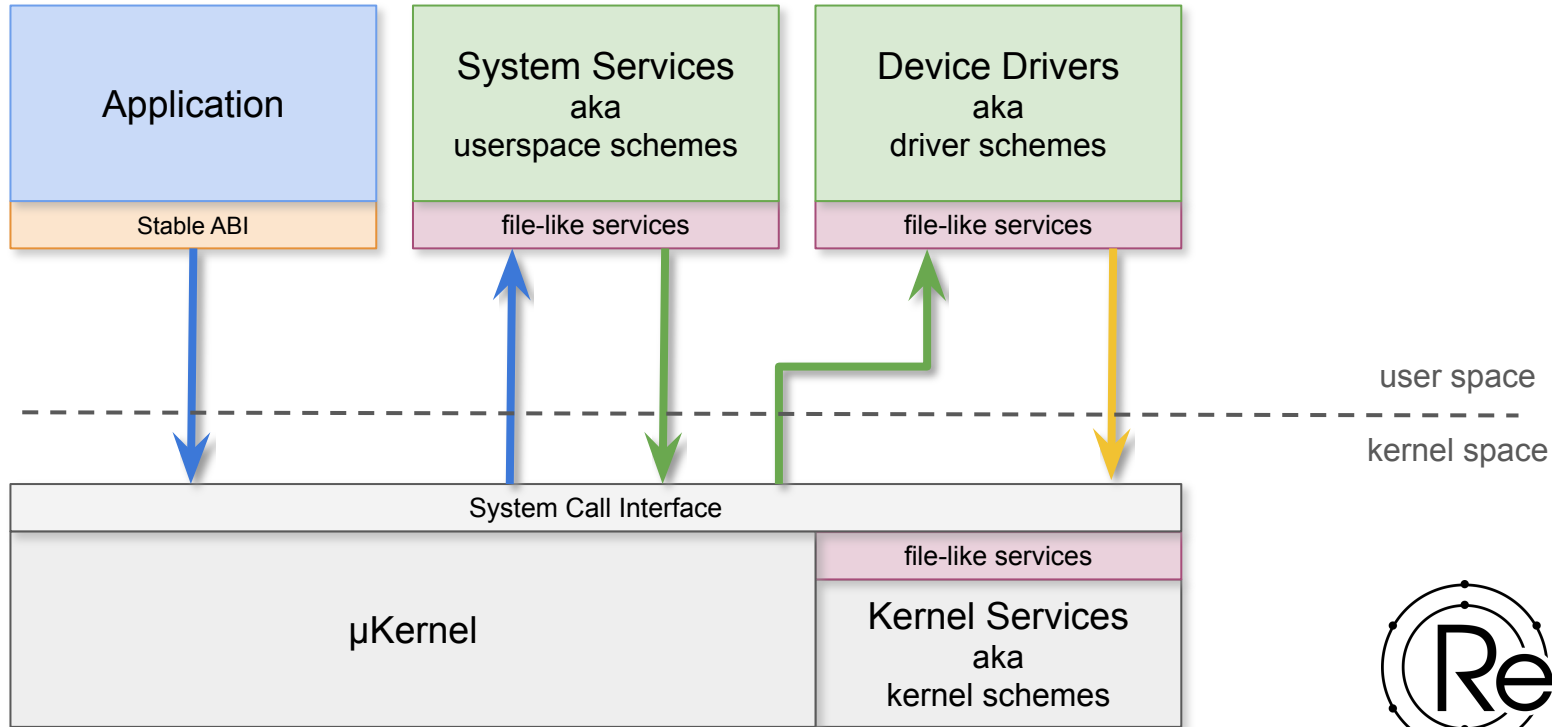 Application
Stable ABI
System Services
aka
userspace schemes
file-like services
Device Drivers
aka
driver schemes
file-like services
user space
kernel space
System Call Interface
µKernel
file-like services
Kernel Services
aka
kernel schemes
Re